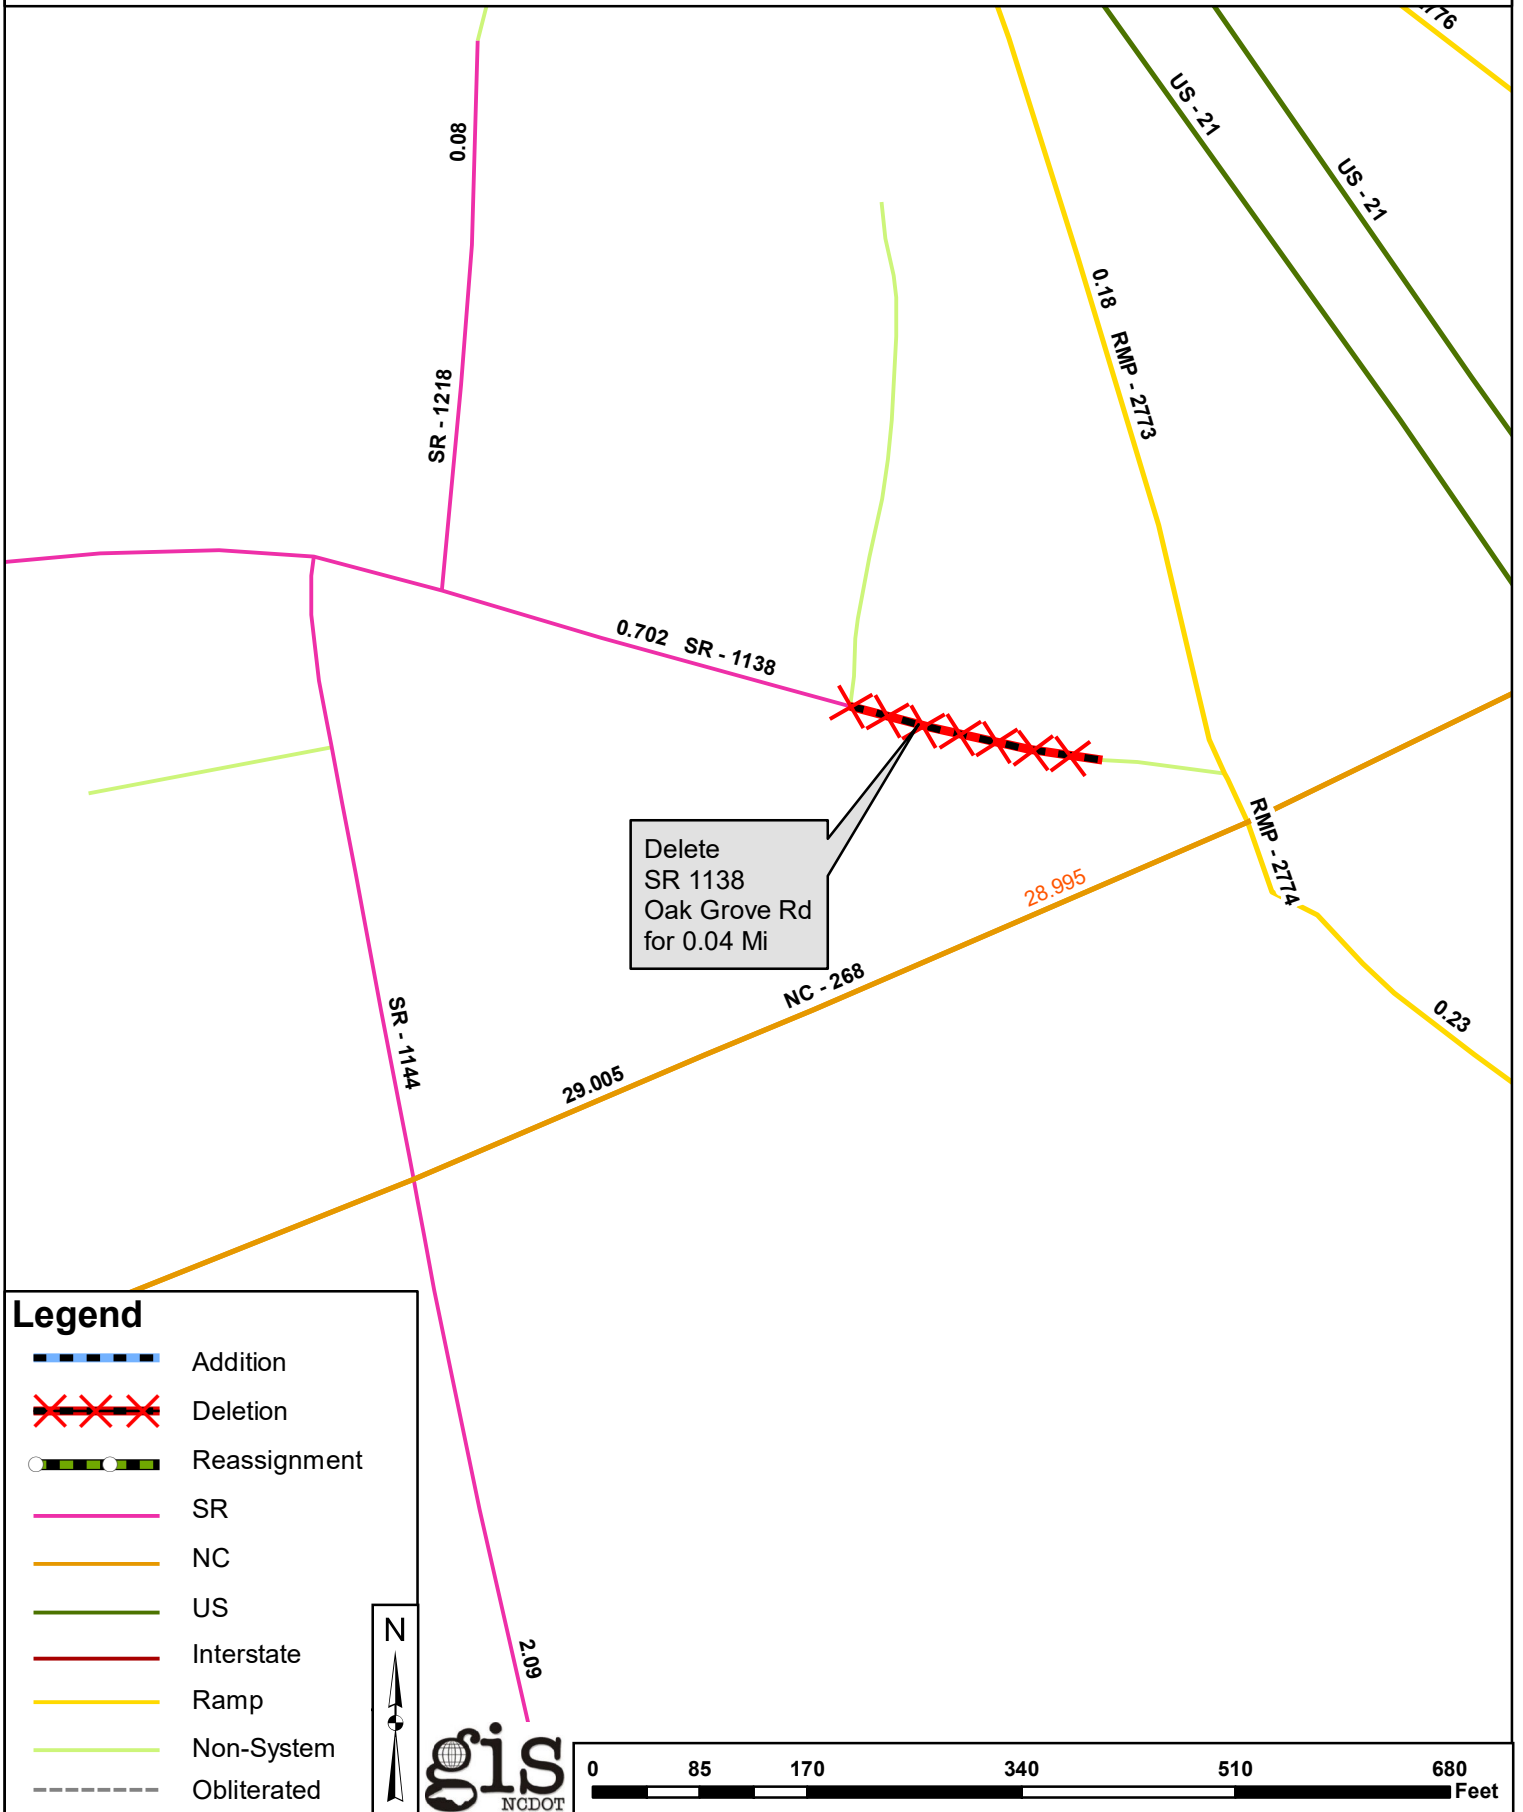 776
US - 21
US - 21
0.08
0.18 RMP - 2773
SR - 1218
0.702 SR - 1138
RMP - 2774
Delete
SR 1138
Oak Grove Rd
for 0.04 Mi
28.995
NC - 268
SR - 1144
0.23
29.005
2.09
Legend
Addition
Deletion
Reassignment
SR
NC
US
Interstate
Ramp
Non-System
Obliterated
N
gis
NCDOT
0 85 170 340 510 680
Feet